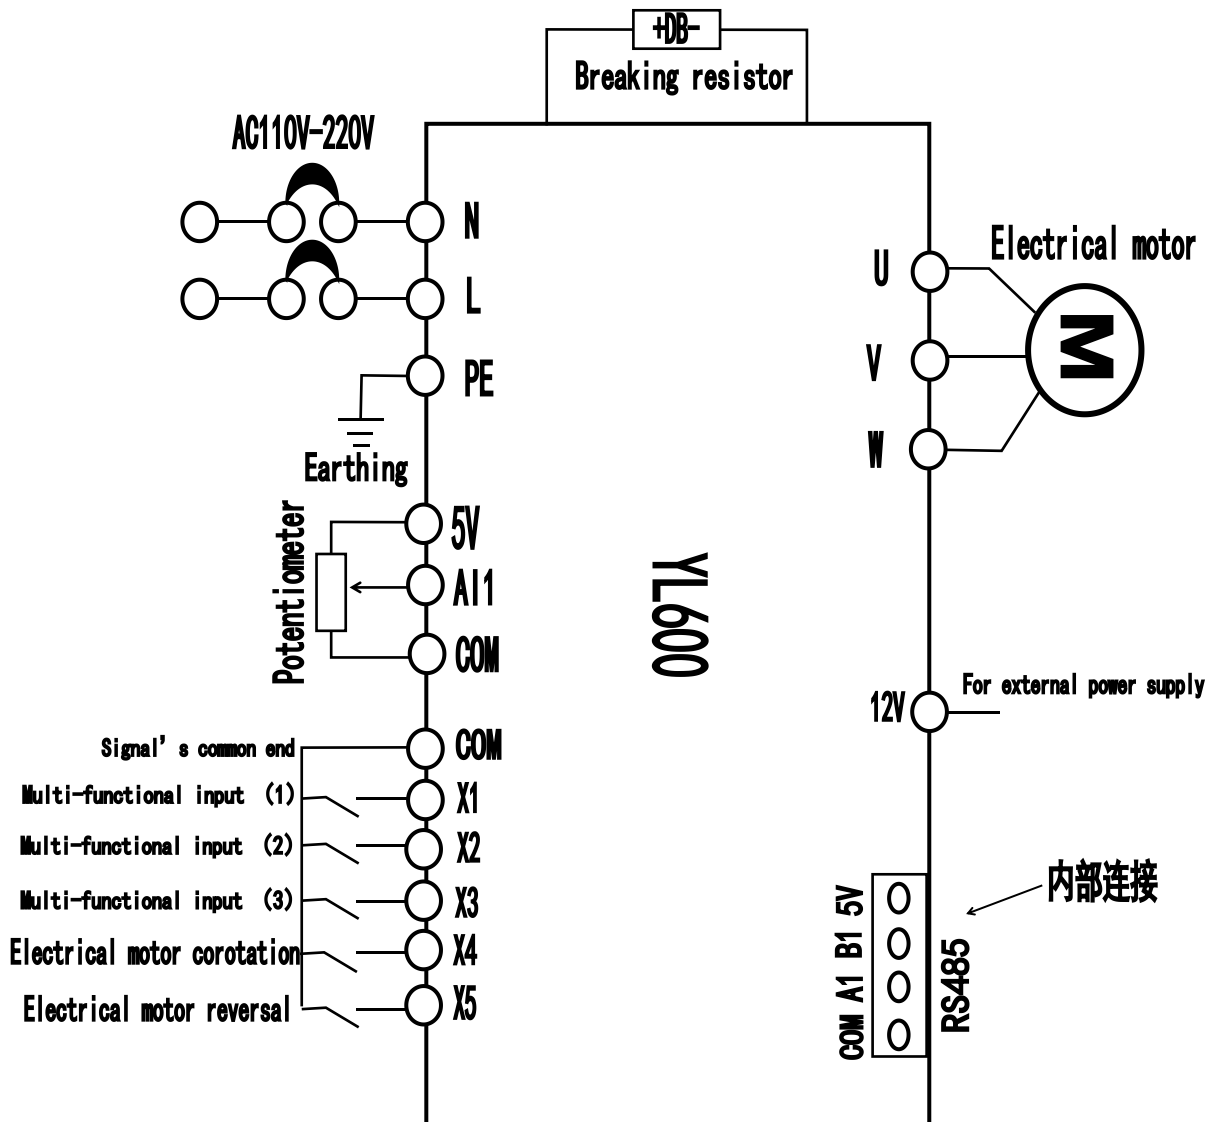 +DB-
Breaking resistor
AC110V-220V
N
L
PE
Earthing
Electrical motor
U
V
W
M
Potentiometer
5V
AI1
COM
YL600
12V
For external power supply
Signal's common end
COM
Multi-functional input (1)
X1
Multi-functional input (2)
X2
Multi-functional input (3)
X3
Electrical motor corotation
X4
Electrical motor reversal
X5
COM A1 B1 5V
RS485
内部连接